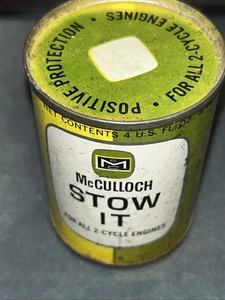 • POSITIVE PROTECTION • FOR ALL 2-CYCLE ENGINES
NET CONTENTS 4 U.S. FL. OZ.
M
McCULLOCH
STOW
IT
FOR ALL 2-CYCLE ENGINES